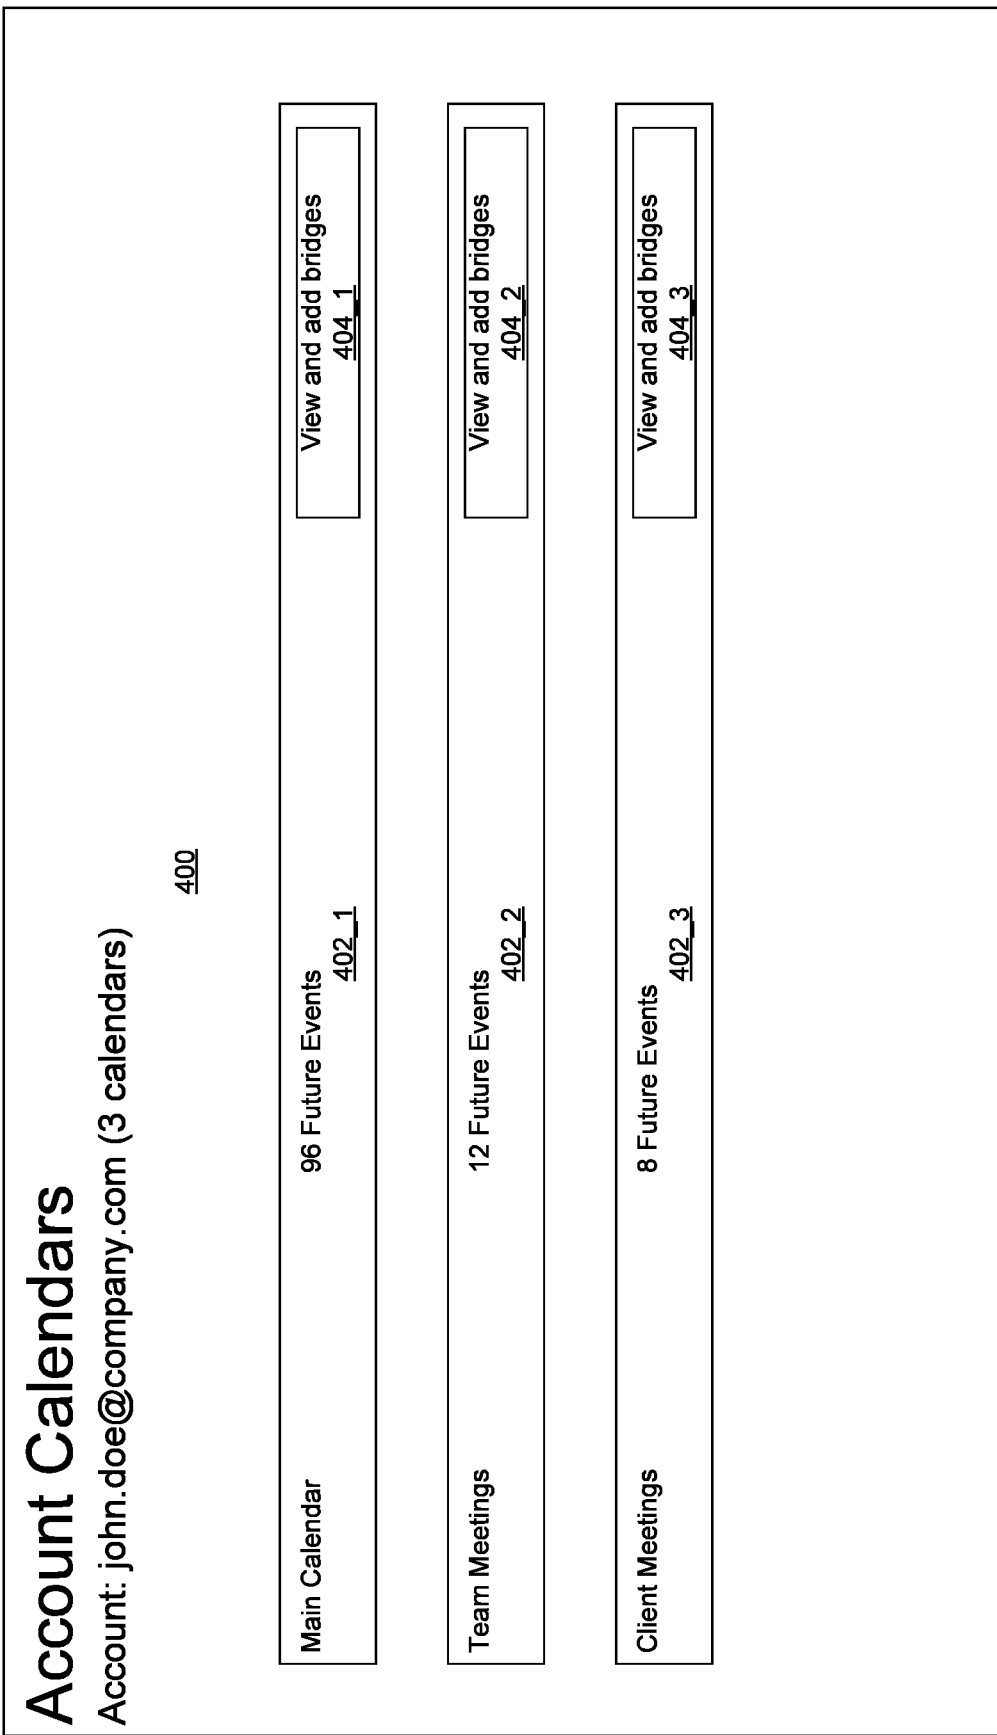 Account Calendars
Account: john.doe@company.com (3 calendars)
400
Main Calendar 96 Future Events View and add bridges
402_1 404_1
Team Meetings 12 Future Events View and add bridges
402_2 404_2
Client Meetings 8 Future Events View and add bridges
402_3 404_3